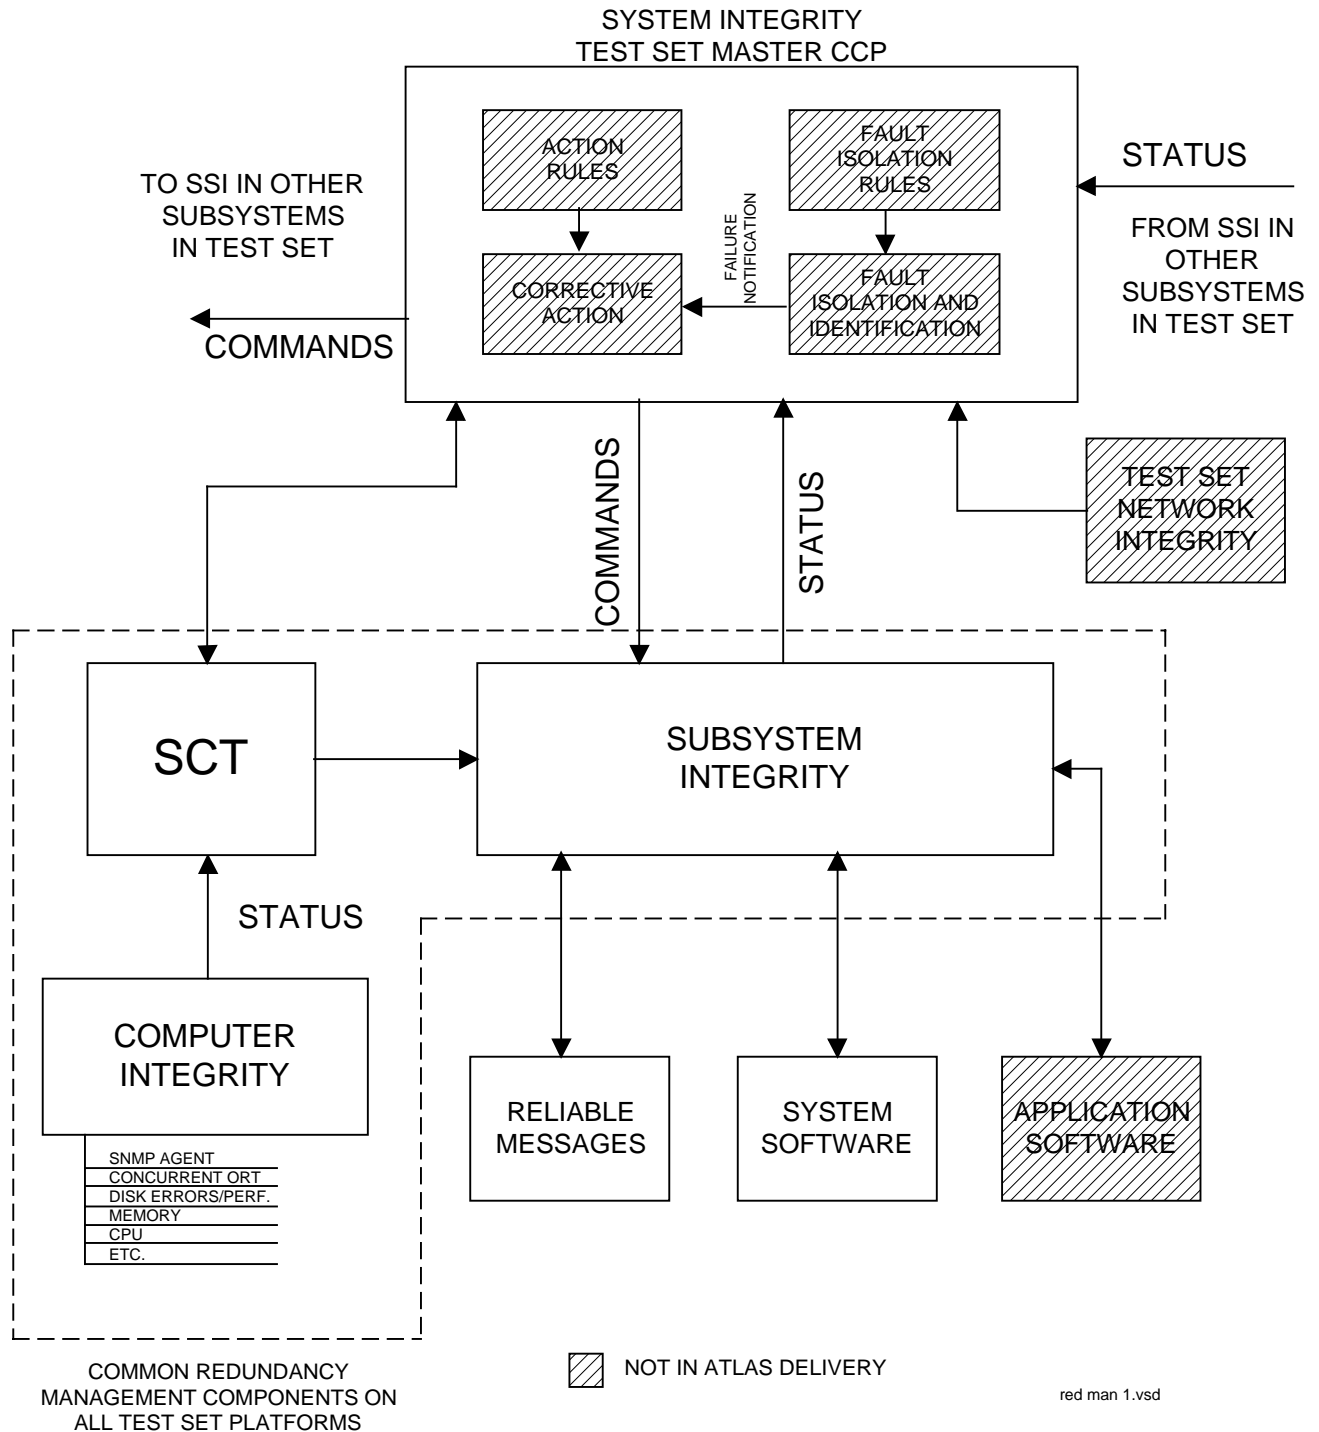 SYSTEM INTEGRITY
TEST SET MASTER CCP
ACTION
RULES
FAULT
ISOLATION
RULES
STATUS
TO SSI IN OTHER
SUBSYSTEMS
IN TEST SET
FAILURE
NOTIFICATION
FROM SSI IN
OTHER
SUBSYSTEMS
IN TEST SET
CORRECTIVE
ACTION
FAULT
ISOLATION AND
IDENTIFICATION
COMMANDS
COMMANDS
STATUS
TEST SET
NETWORK
INTEGRITY
SCT
SUBSYSTEM
INTEGRITY
STATUS
COMPUTER
INTEGRITY
RELIABLE
MESSAGES
SYSTEM
SOFTWARE
APPLICATION
SOFTWARE
SNMP AGENT
CONCURRENT ORT
DISK ERRORS/PERF.
MEMORY
CPU
ETC.
COMMON REDUNDANCY
MANAGEMENT COMPONENTS ON
ALL TEST SET PLATFORMS
NOT IN ATLAS DELIVERY
red man 1.vsd